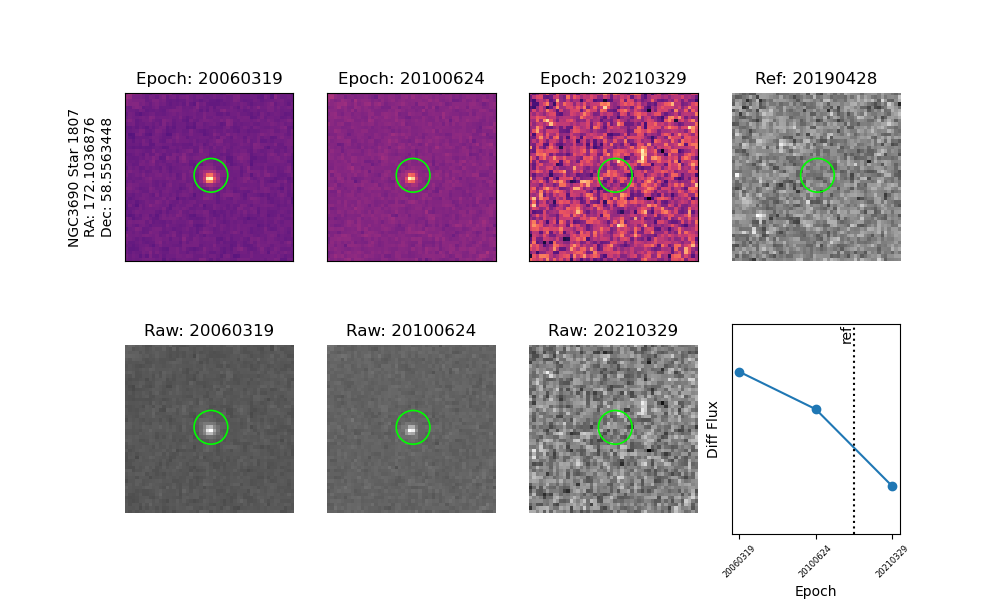 NGC3690 Star 1807
RA: 172.1036876
Dec: 58.5563448
Epoch: 20060319
Epoch: 20100624
Epoch: 20210329
Ref: 20190428
Raw: 20060319
Raw: 20100624
Raw: 20210329
ref
Diff Flux
20060319
20100624
20210329
Epoch